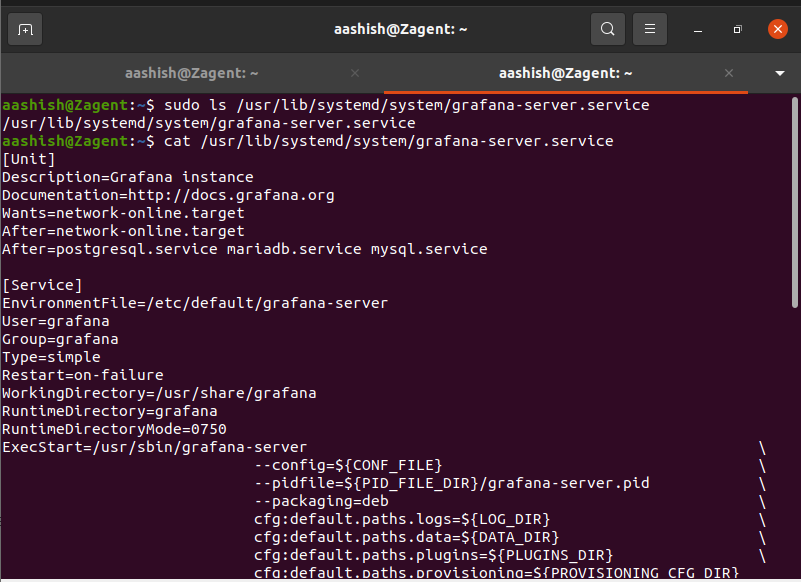 aashish@Zagent: ~
aashish@Zagent: ~
aashish@Zagent: ~
aashish@Zagent:~$ sudo ls /usr/lib/systemd/system/grafana-server.service
/usr/lib/systemd/system/grafana-server.service
aashish@Zagent:~$ cat /usr/lib/systemd/system/grafana-server.service
[Unit]
Description=Grafana instance
Documentation=http://docs.grafana.org
Wants=network-online.target
After=network-online.target
After=postgresql.service mariadb.service mysql.service
[Service]
EnvironmentFile=/etc/default/grafana-server
User=grafana
Group=grafana
Type=simple
Restart=on-failure
WorkingDirectory=/usr/share/grafana
RuntimeDirectory=grafana
RuntimeDirectoryMode=0750
ExecStart=/usr/sbin/grafana-server \
--config=${CONF_FILE} \
--pidfile=${PID_FILE_DIR}/grafana-server.pid \
--packaging=deb \
cfg:default.paths.logs=${LOG_DIR} \
cfg:default.paths.data=${DATA_DIR} \
cfg:default.paths.plugins=${PLUGINS_DIR} \
cfg:default.paths.provisioning=${PROVISIONING_CFG_DIR}